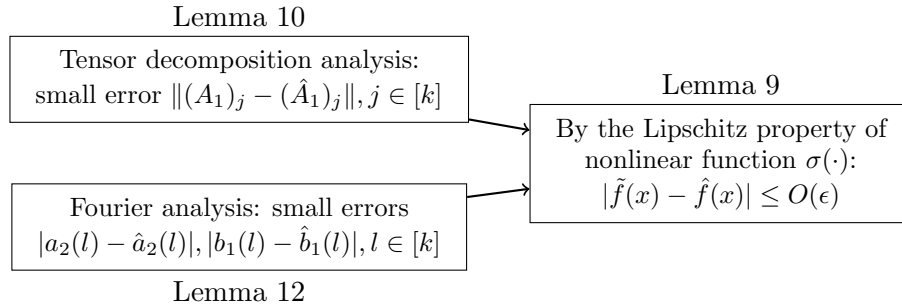 Lemma 10
Tensor decomposition analysis:
small error ‖(A₁)ⱼ − (Â₁)ⱼ‖, j ∈ [k]
Fourier analysis: small errors
|a₂(l) − â₂(l)|, |b₁(l) − b̂₁(l)|, l ∈ [k]
Lemma 12
Lemma 9
By the Lipschitz property of
nonlinear function σ(·):
|f̃(x) − f̂(x)| ≤ O(ϵ)